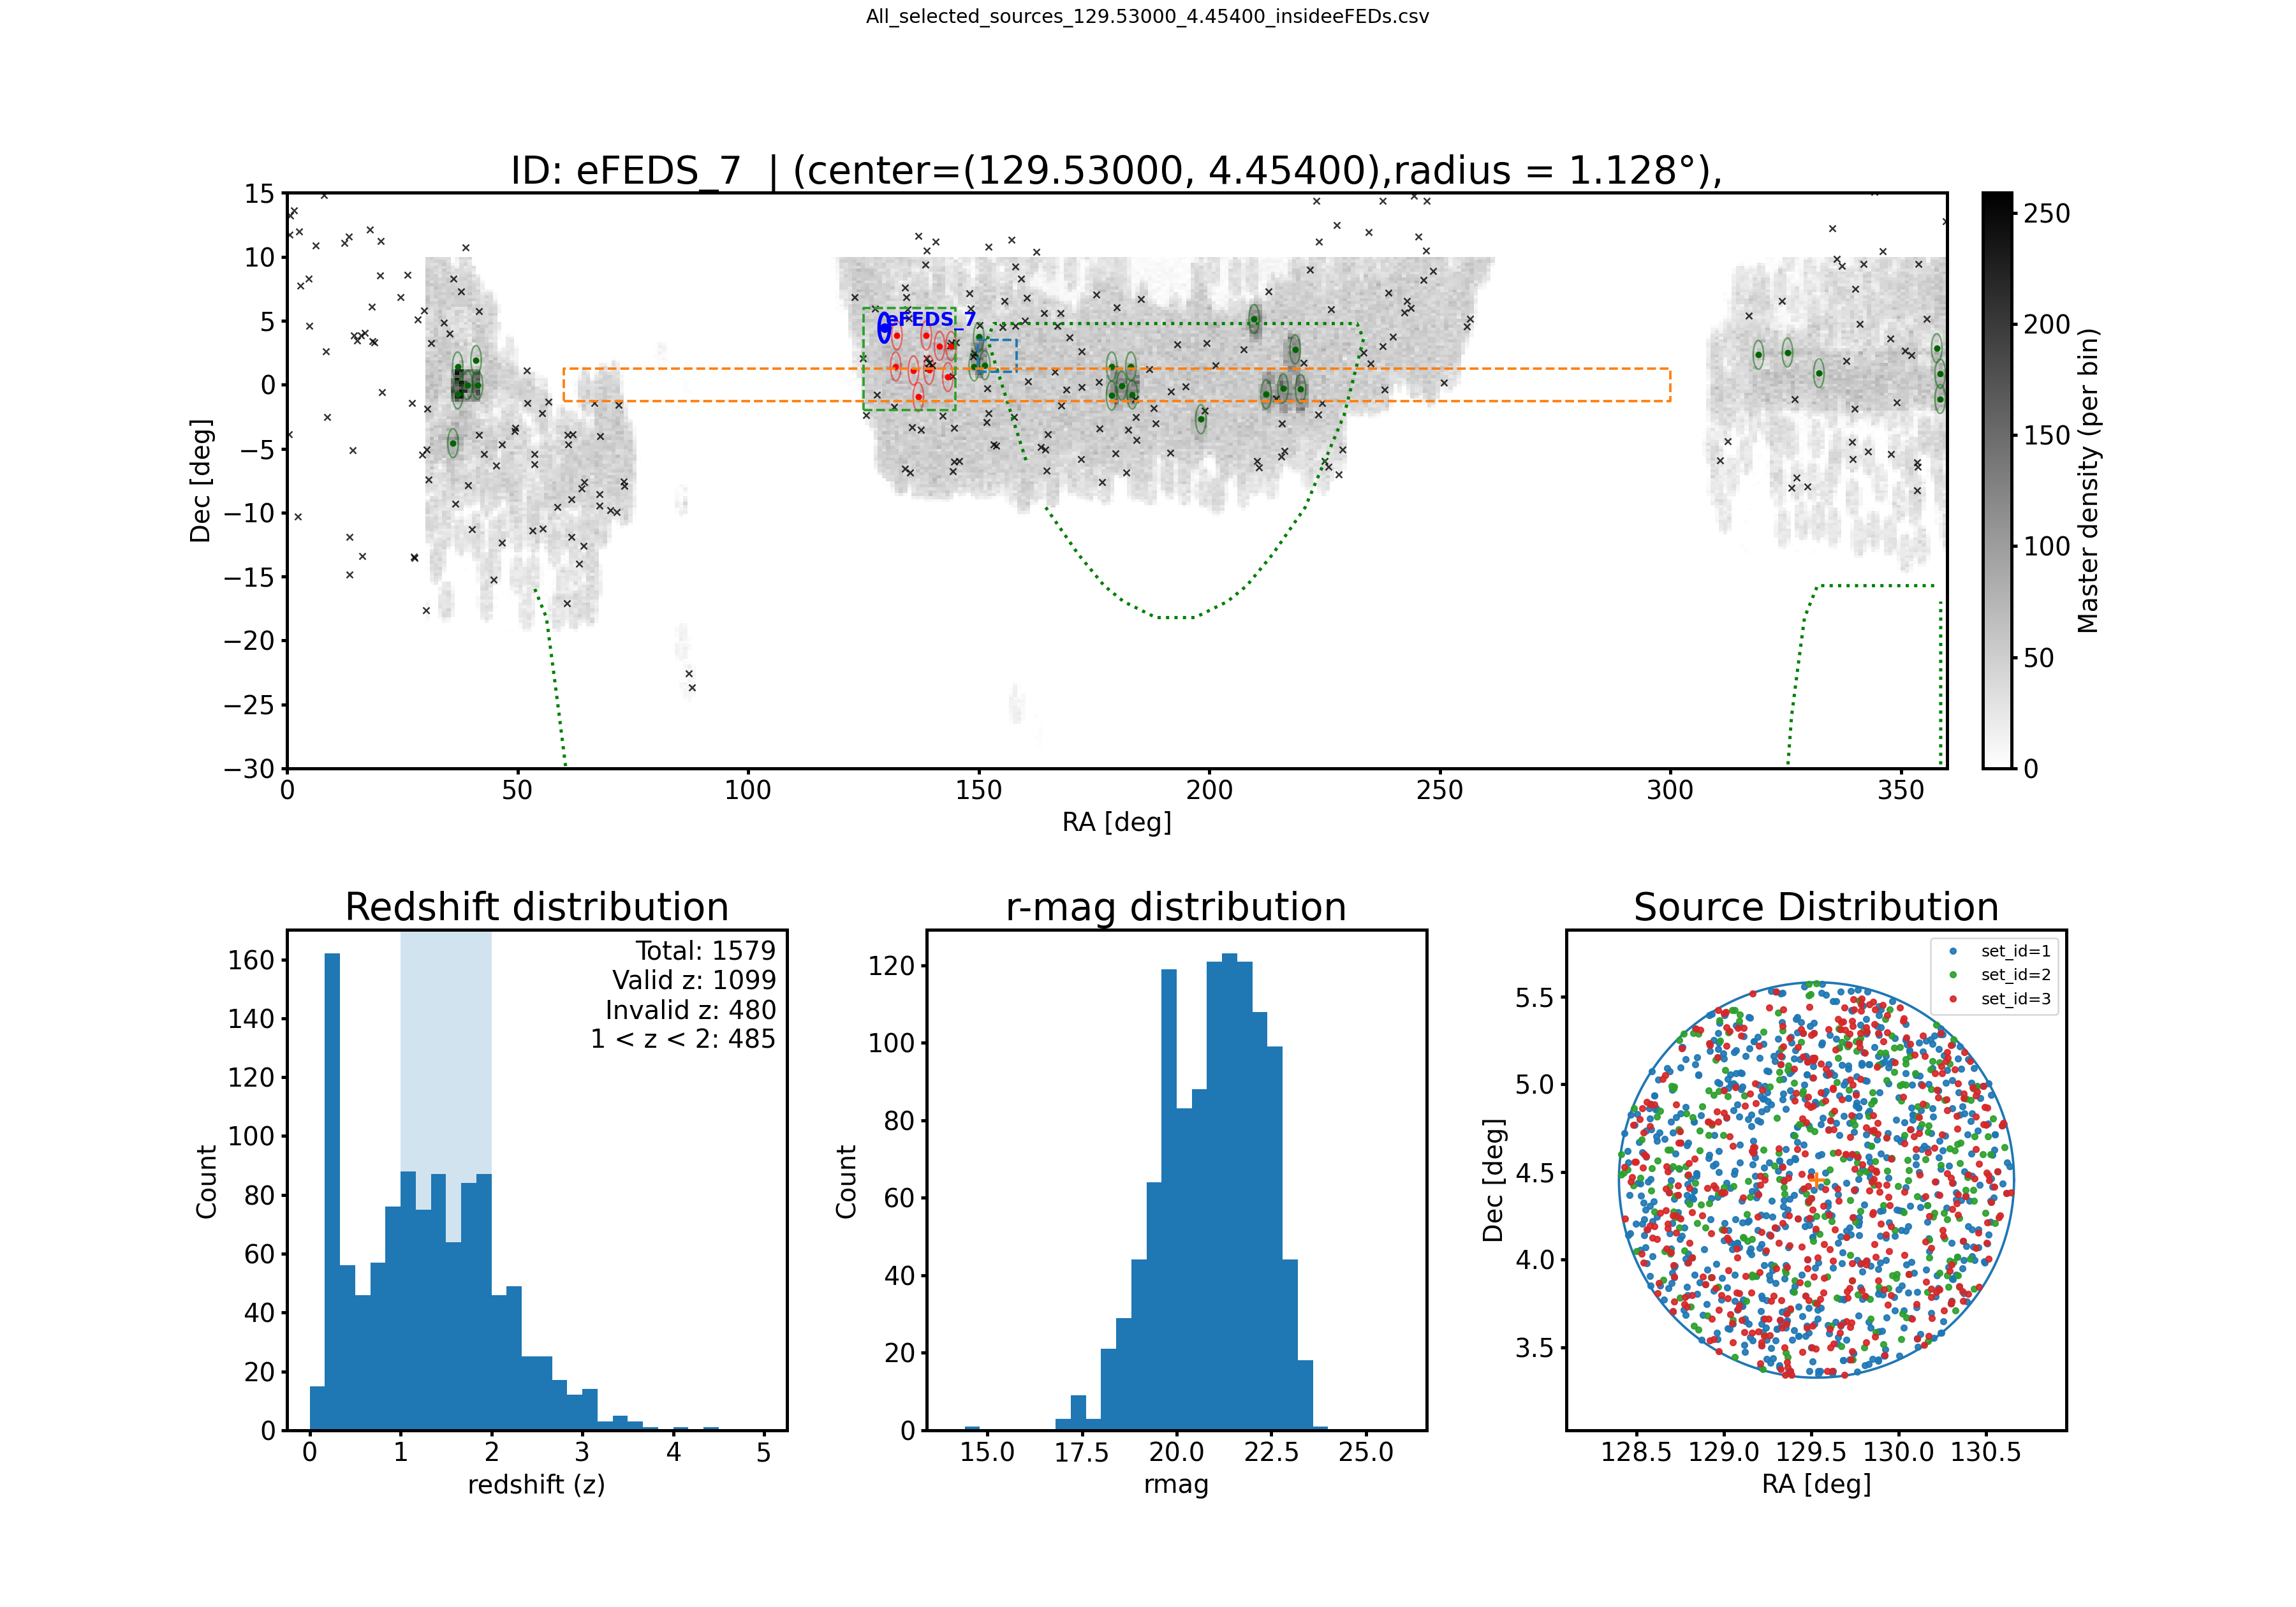 All_selected_sources_129.53000_4.45400_insideeFEDs.csv
ID: eFEDS_7 | (center=(129.53000, 4.45400),radius = 1.128°),
15
10
5
0
−5
−10
−15
−20
−25
−30
Dec [deg]
eFEDS_7
0 50 100 150 200 250 300 350
RA [deg]
250
200
150
100
50
0
Master density (per bin)
Redshift distribution
160
140
120
100
80
60
40
20
0
Count
Total: 1579
Valid z: 1099
Invalid z: 480
1 < z < 2: 485
0 1 2 3 4 5
redshift (z)
r-mag distribution
120
100
80
60
40
20
0
Count
15.0 17.5 20.0 22.5 25.0
rmag
Source Distribution
5.5
5.0
4.5
4.0
3.5
Dec [deg]
set_id=1
set_id=2
set_id=3
128.5 129.0 129.5 130.0 130.5
RA [deg]